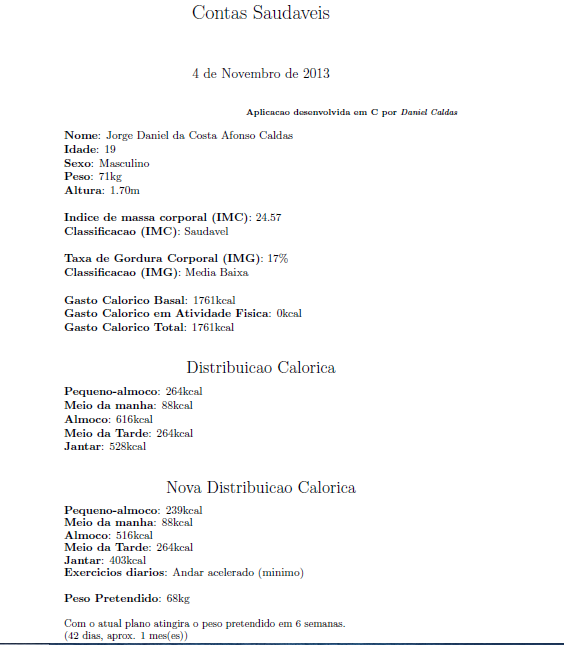 Contas Saudaveis
4 de Novembro de 2013
Aplicacao desenvolvida em C por Daniel Caldas
Nome: Jorge Daniel da Costa Afonso Caldas
Idade: 19
Sexo: Masculino
Peso: 71kg
Altura: 1.70m
Indice de massa corporal (IMC): 24.57
Classificacao (IMC): Saudavel
Taxa de Gordura Corporal (IMG): 17%
Classificacao (IMG): Media Baixa
Gasto Calorico Basal: 1761kcal
Gasto Calorico em Atividade Fisica: 0kcal
Gasto Calorico Total: 1761kcal
Distribuicao Calorica
Pequeno-almoco: 264kcal
Meio da manha: 88kcal
Almoco: 616kcal
Meio da Tarde: 264kcal
Jantar: 528kcal
Nova Distribuicao Calorica
Pequeno-almoco: 239kcal
Meio da manha: 88kcal
Almoco: 516kcal
Meio da Tarde: 264kcal
Jantar: 403kcal
Exercicios diarios: Andar acelerado (minimo)
Peso Pretendido: 68kg
Com o atual plano atingira o peso pretendido em 6 semanas.
(42 dias, aprox. 1 mes(es))